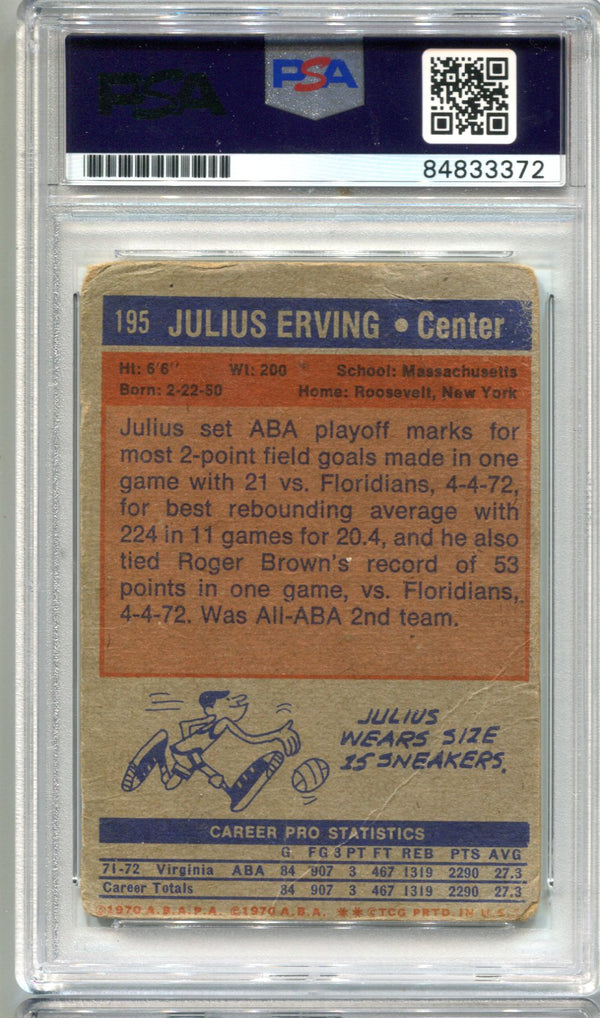 PSA
PSA
84833372
195 JULIUS ERVING • Center
Ht: 6'6" Wt: 200 School: Massachusetts
Born: 2-22-50 Home: Roosevelt, New York
Julius set ABA playoff marks for
most 2-point field goals made in one
game with 21 vs. Floridians, 4-4-72,
for best rebounding average with
224 in 11 games for 20.4, and he also
tied Roger Brown's record of 53
points in one game, vs. Floridians,
4-4-72. Was All-ABA 2nd team.
JULIUS
WEARS SIZE
15 SNEAKERS.
CAREER PRO STATISTICS
G FG 3 PT FT REB PTS AVG
71-72 Virginia ABA 84 907 3 467 1319 2290 27.3
Career Totals 84 907 3 467 1319 2290 27.3
©1970 A.B.A.P.A. ©1970 A.B.A. ** ©TCG PRTD. IN U.S.